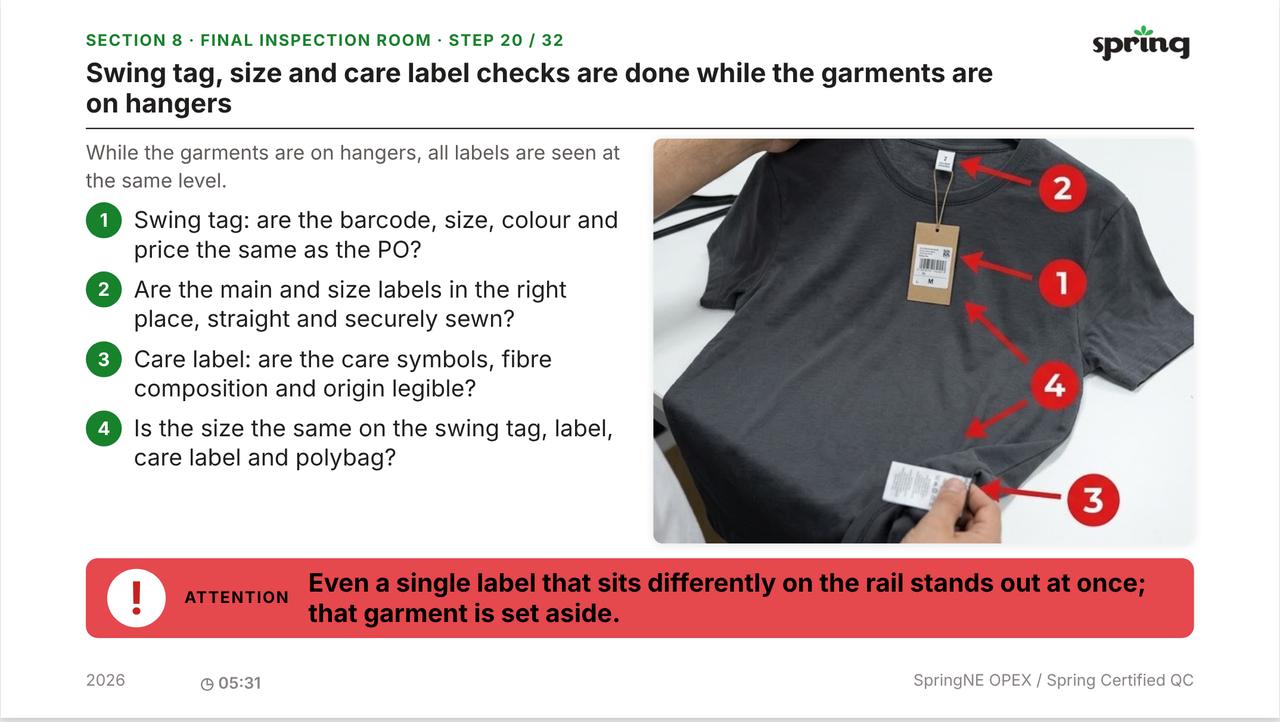 SECTION 8 · FINAL INSPECTION ROOM · STEP 20 / 32
spring
Swing tag, size and care label checks are done while the garments are
on hangers
While the garments are on hangers, all labels are seen at
the same level.
1 Swing tag: are the barcode, size, colour and
price the same as the PO?
2 Are the main and size labels in the right
place, straight and securely sewn?
3 Care label: are the care symbols, fibre
composition and origin legible?
4 Is the size the same on the swing tag, label,
care label and polybag?
2
1
M
4
3
! ATTENTION Even a single label that sits differently on the rail stands out at once;
that garment is set aside.
2026
05:31
SpringNE OPEX / Spring Certified QC